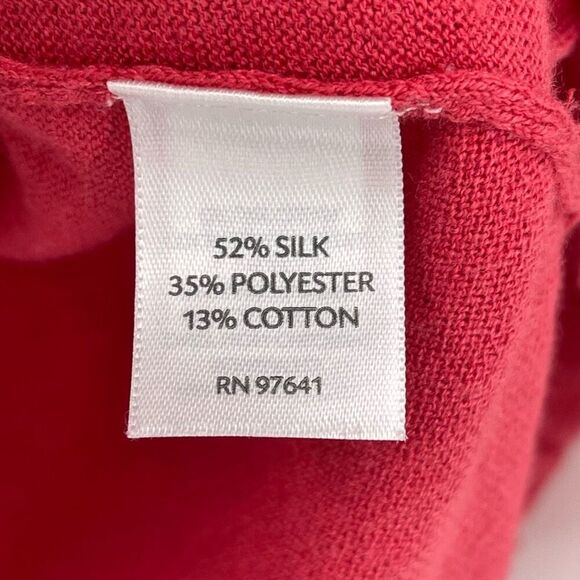 52% SILK
35% POLYESTER
13% COTTON
RN 97641